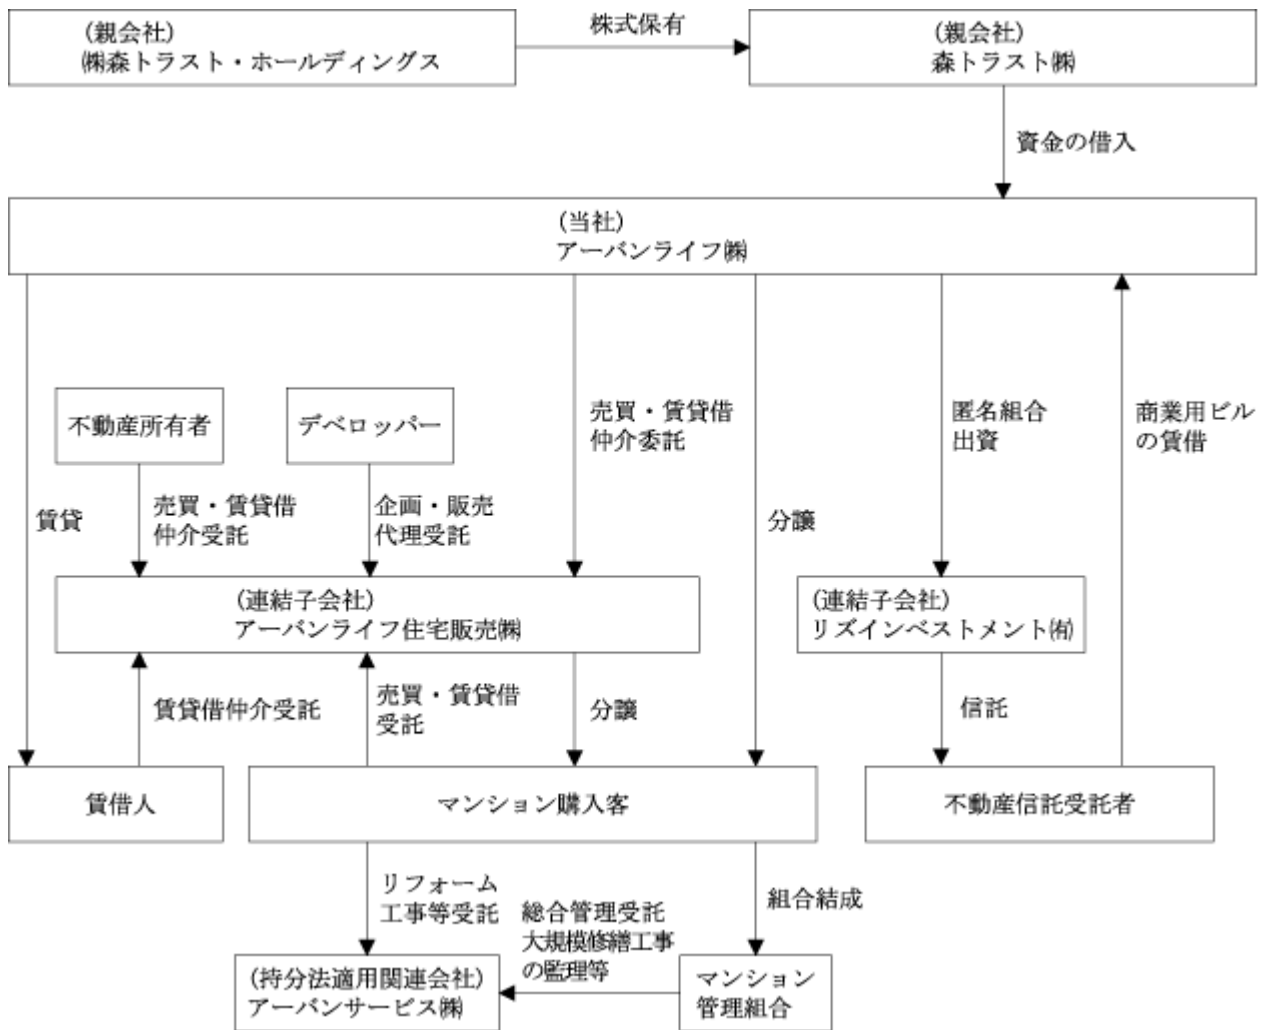 (親会社)
㈱森トラスト・ホールディングス
株式保有
(親会社)
森トラスト㈱
資金の借入
(当社)
アーバンライフ㈱
不動産所有者
デベロッパー
売買・賃貸借
仲介委託
匿名組合
出資
商業用ビル
の賃借
賃貸
売買・賃貸借
仲介受託
企画・販売
代理受託
分譲
(連結子会社)
アーバンライフ住宅販売㈱
(連結子会社)
リズインベストメント㈲
賃貸借仲介受託
売買・賃貸借
受託
分譲
信託
賃借人
マンション購入客
不動産信託受託者
リフォーム
工事等受託
総合管理受託
大規模修繕工事
の監理等
組合結成
(持分法適用関連会社)
アーバンサービス㈱
マンション
管理組合